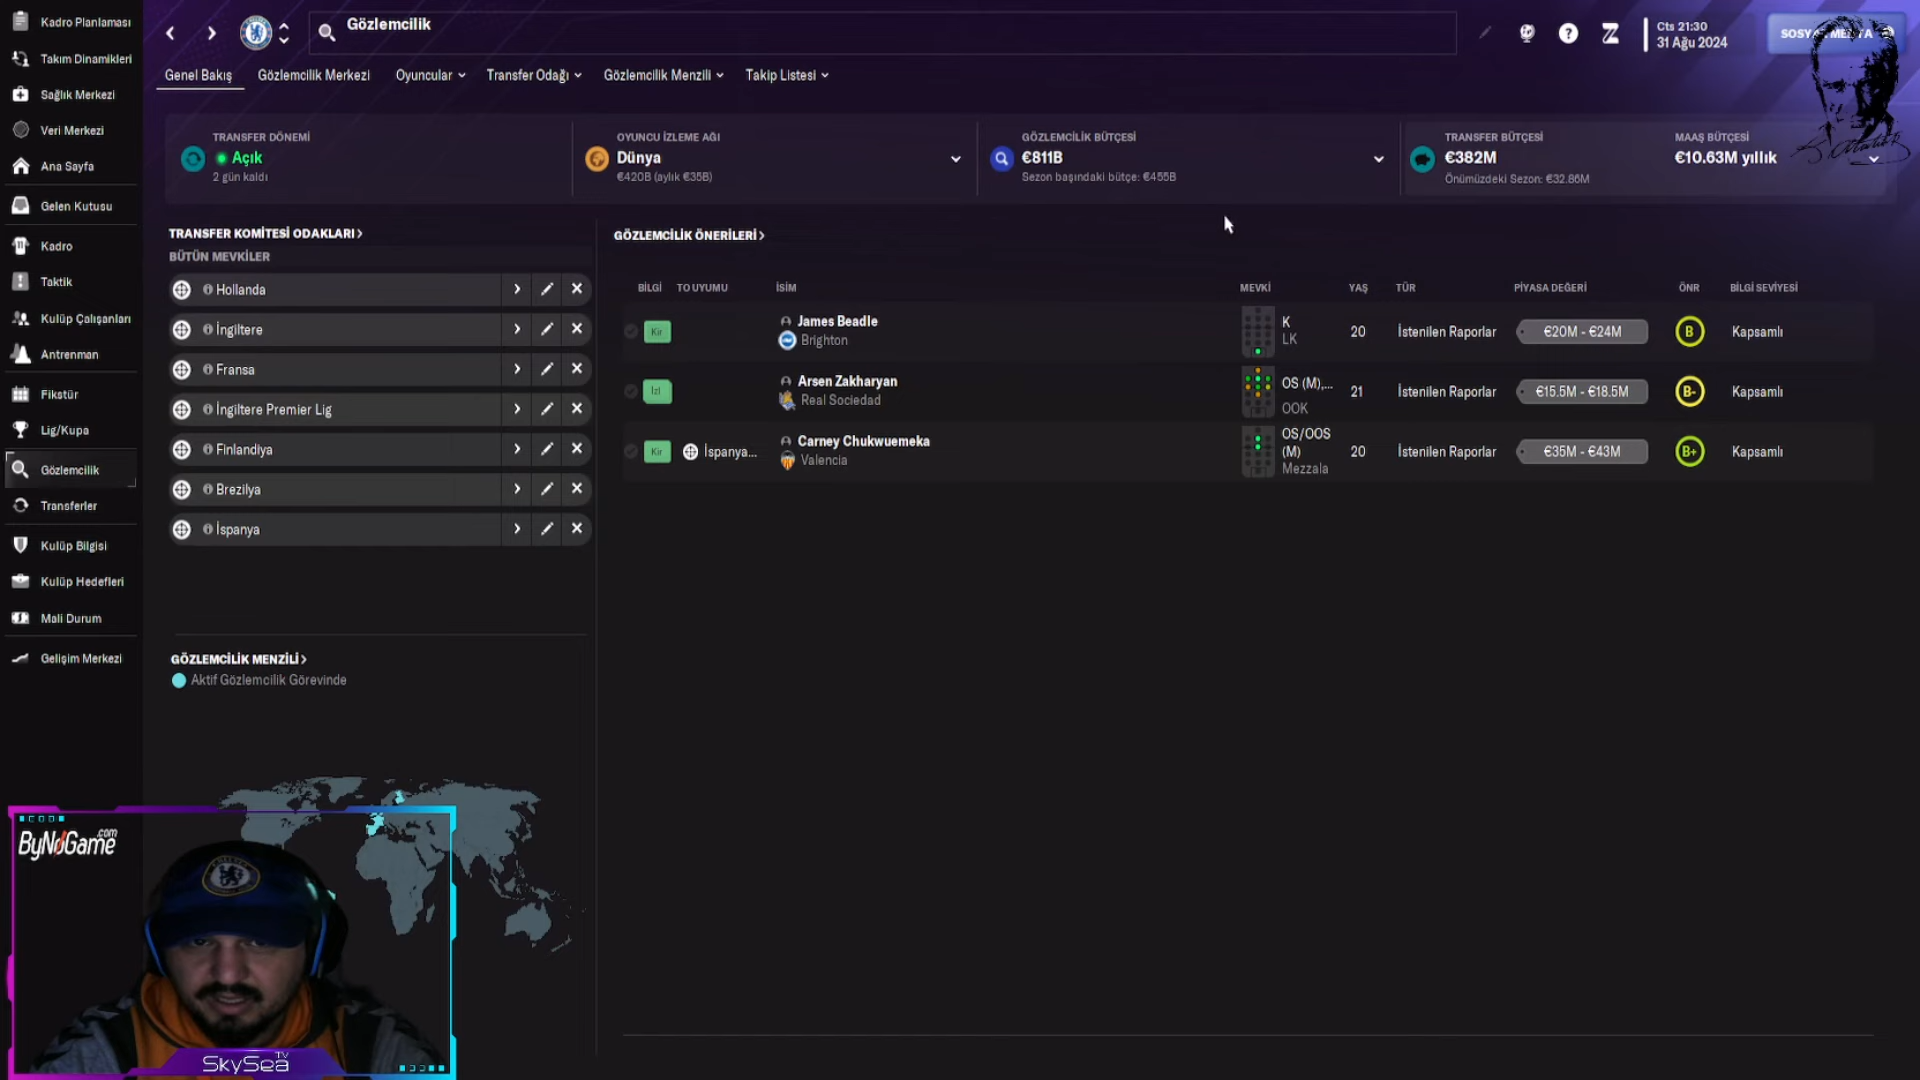 Kadro Planlaması
Takım Dinamikleri
Sağlık Merkezi
Veri Merkezi
Ana Sayfa
Gelen Kutusu
Kadro
Taktik
Kulüp Çalışanları
Antrenman
Fikstür
Lig/Kupa
Gözlemcilik
Transferler
Kulüp Bilgisi
Kulüp Hedefleri
Mali Durum
Gelişim Merkezi
Gözlemcilik
Cts 21:30
31 Ağu 2024
Genel Bakış
Gözlemcilik Merkezi
Oyuncular
Transfer Odağı
Gözlemcilik Menzili
Takip Listesi
TRANSFER DÖNEMİ
Açık
2 gün kaldı
OYUNCU İZLEME AĞI
Dünya
€420B (aylık €35B)
GÖZLEMCİLİK BÜTÇESİ
€811B
Sezon başındaki bütçe: €455B
TRANSFER BÜTÇESİ
€382M
Önümüzdeki Sezon: €32.86M
MAAŞ BÜTÇESİ
€10.63M yıllık
TRANSFER KOMİTESİ ODAKLARI>
BÜTÜN MEVKİLER
Hollanda
İngiltere
Fransa
İngiltere Premier Lig
Finlandiya
Brezilya
İspanya
GÖZLEMCİLİK MENZİLİ>
Aktif Gözlemcilik Görevinde
GÖZLEMCİLİK ÖNERİLERİ>
BİLGİ TO UYUMU İSİM MEVKİ YAŞ TÜR PİYASA DEĞERİ ÖNR BİLGİ SEVİYESİ
Kir James Beadle K 20 İstenilen Raporlar €20M - €24M B Kapsamlı
Brighton LK
İzl Arsen Zakharyan OS (M),... 21 İstenilen Raporlar €15.5M - €18.5M B- Kapsamlı
Real Sociedad OOK
Kir İspanya... Carney Chukwuemeka OS/OOS (M) 20 İstenilen Raporlar €35M - €43M B+ Kapsamlı
Valencia Mezzala
ByNoGame.com
SkySea TV